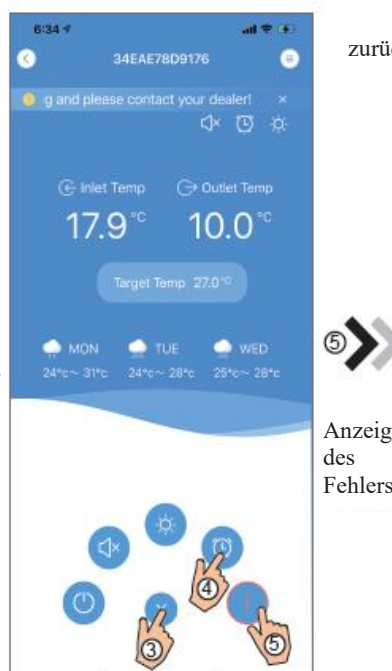 6:34
zurü
34EAE78D9176
g and please contact your dealer! ×
Inlet Temp Outlet Temp
17.9°C 10.0°C
Target Temp 27.0°C
MON TUE WED
24°c~ 31°c 24°c~ 28°c 25°c~ 28°c
⑤
Anzeig
des
Fehlers
④
③ ⑤